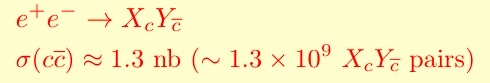 e⁺e⁻ → X_c Y_c̅
σ(cc̅) ≈ 1.3 nb (∼ 1.3 × 10⁹ X_c Y_c̅ pairs)